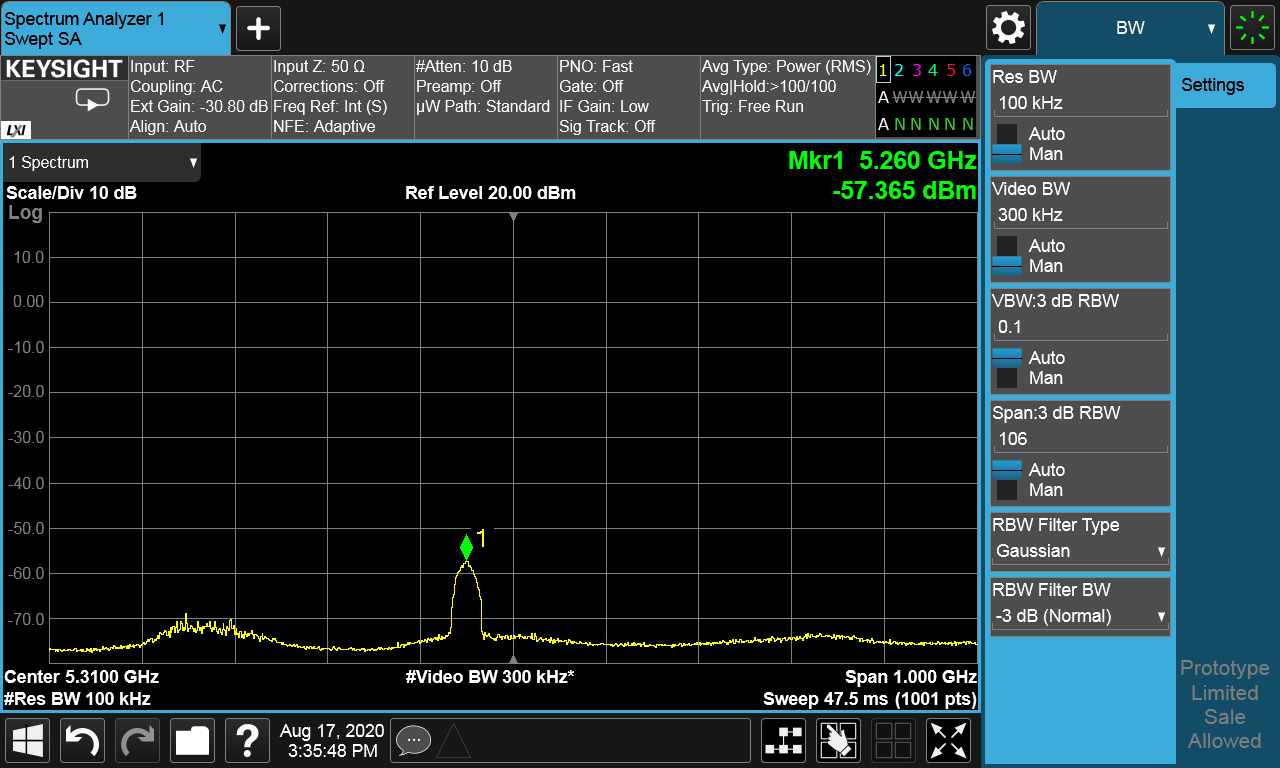 Spectrum Analyzer 1
Swept SA
BW
KEYSIGHT
LXI
Input: RF
Coupling: AC
Ext Gain: -30.80 dB
Align: Auto
Input Z: 50 Ω
Corrections: Off
Freq Ref: Int (S)
NFE: Adaptive
#Atten: 10 dB
Preamp: Off
µW Path: Standard
PNO: Fast
Gate: Off
IF Gain: Low
Sig Track: Off
Avg Type: Power (RMS)
Avg|Hold:>100/100
Trig: Free Run
1 2 3 4 5 6
A W W W W W
A N N N N N
1 Spectrum
Mkr1 5.260 GHz
-57.365 dBm
Scale/Div 10 dB
Ref Level 20.00 dBm
Log
10.0
0.00
-10.0
-20.0
-30.0
-40.0
-50.0
-60.0
-70.0
1
Center 5.3100 GHz
#Video BW 300 kHz*
Span 1.000 GHz
#Res BW 100 kHz
Sweep 47.5 ms (1001 pts)
Res BW
100 kHz
Auto
Man
Video BW
300 kHz
Auto
Man
VBW:3 dB RBW
0.1
Auto
Man
Span:3 dB RBW
106
Auto
Man
RBW Filter Type
Gaussian
RBW Filter BW
-3 dB (Normal)
Settings
Prototype
Limited
Sale
Allowed
?
Aug 17, 2020
3:35:48 PM